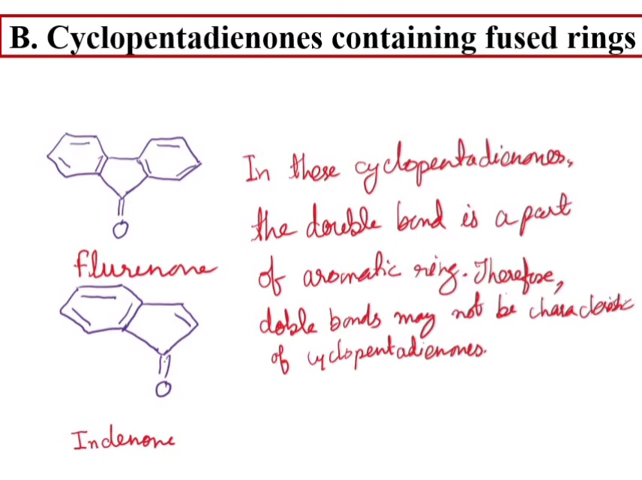 B. Cyclopentadienones containing fused rings
In these cyclopentadienones,
the double bond is a part
of aromatic ring. Therefore,
doble bonds may not be
of cyclopentadienones.
O
flurenone
O
Indenone